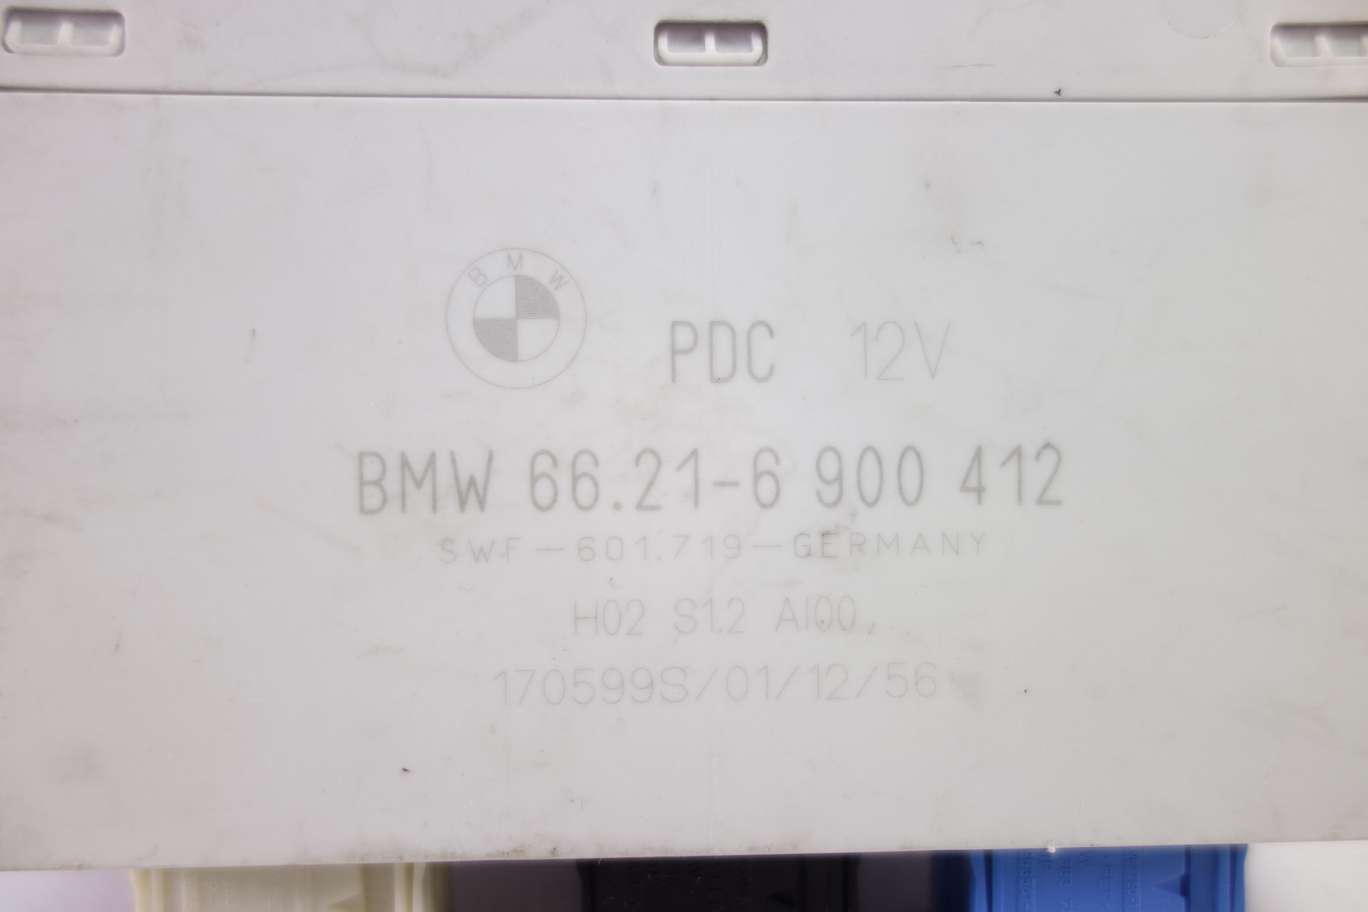 BMW
PDC 12V
BMW 66.21-6 900 412
SWF-601.719-GERMANY
H02 S1.2 AI00
170599S/01/12/56